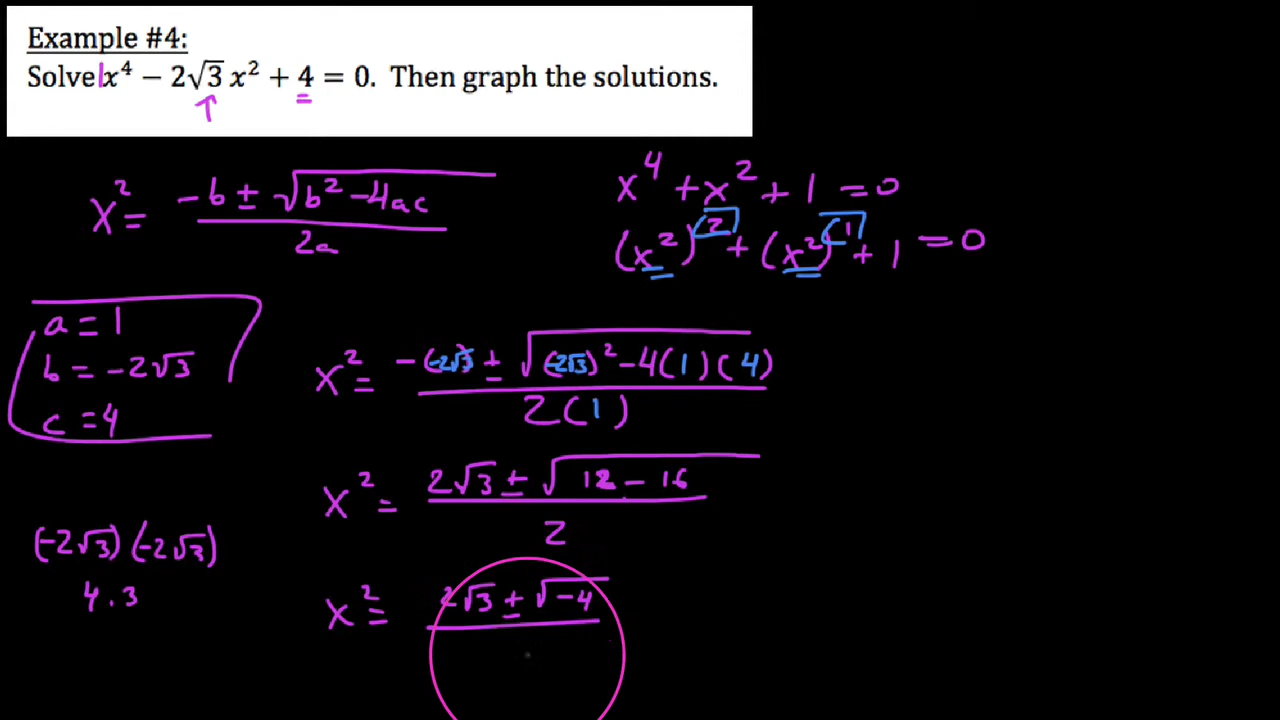 Example #4:
Solve 1x⁴ − 2√3 x² + 4 = 0. Then graph the solutions.
↑
x² = (-b ± √(b² - 4ac)) / 2a
x⁴ + x² + 1 = 0
(x²)² + (x²)¹ + 1 = 0
a = 1
b = -2√3
c = 4
x² = (-(-2√3) ± √((-2√3)² - 4(1)(4))) / 2(1)
x² = (2√3 ± √(12 - 16)) / 2
(-2√3)(-2√3)
4 · 3
x² = 2√3 ± √-4